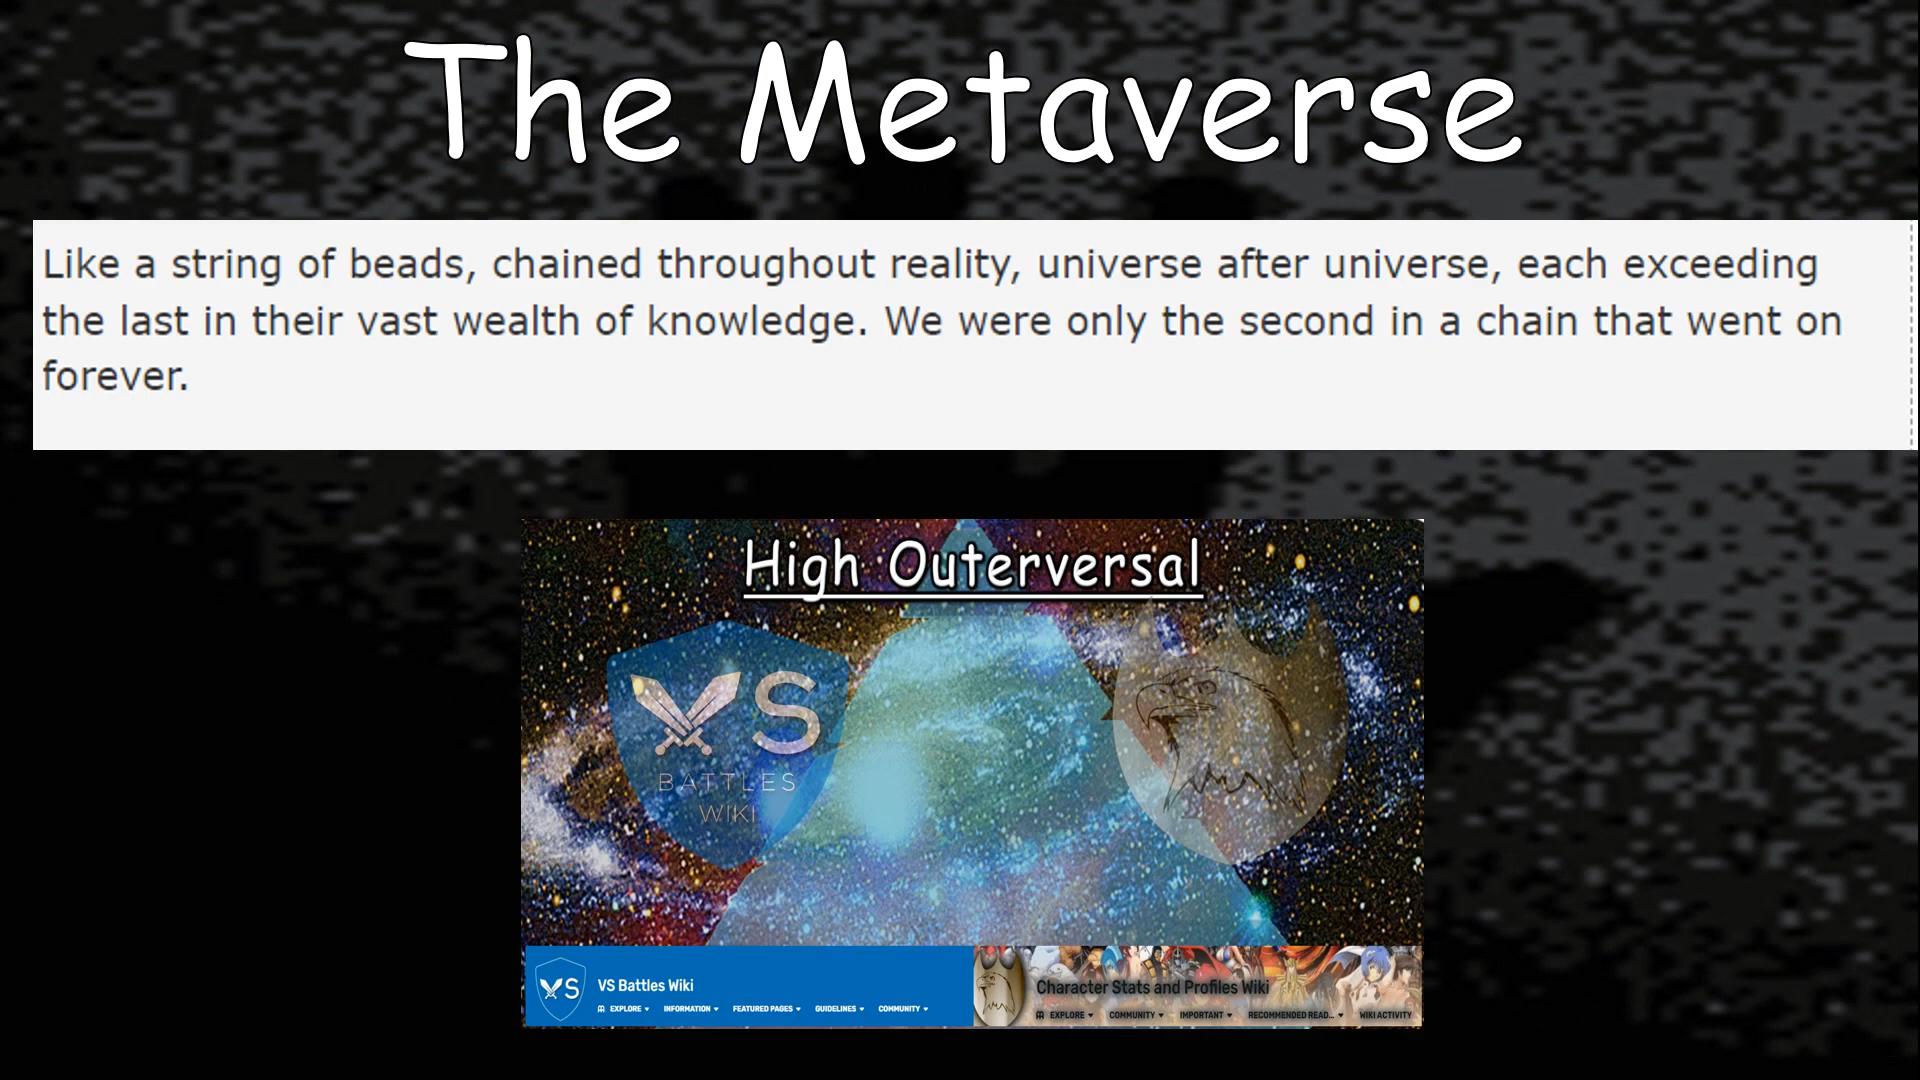 The Metaverse
Like a string of beads, chained throughout reality, universe after universe, each exceeding
the last in their vast wealth of knowledge. We were only the second in a chain that went on
forever.
High Outerversal
VS
BATTLES
WIKI
VS
VS Battles Wiki
EXPLORE INFORMATION FEATURED PAGES GUIDELINES COMMUNITY
Character Stats and Profiles Wiki
EXPLORE COMMUNITY IMPORTANT RECOMMENDED READ... WIKI ACTIVITY